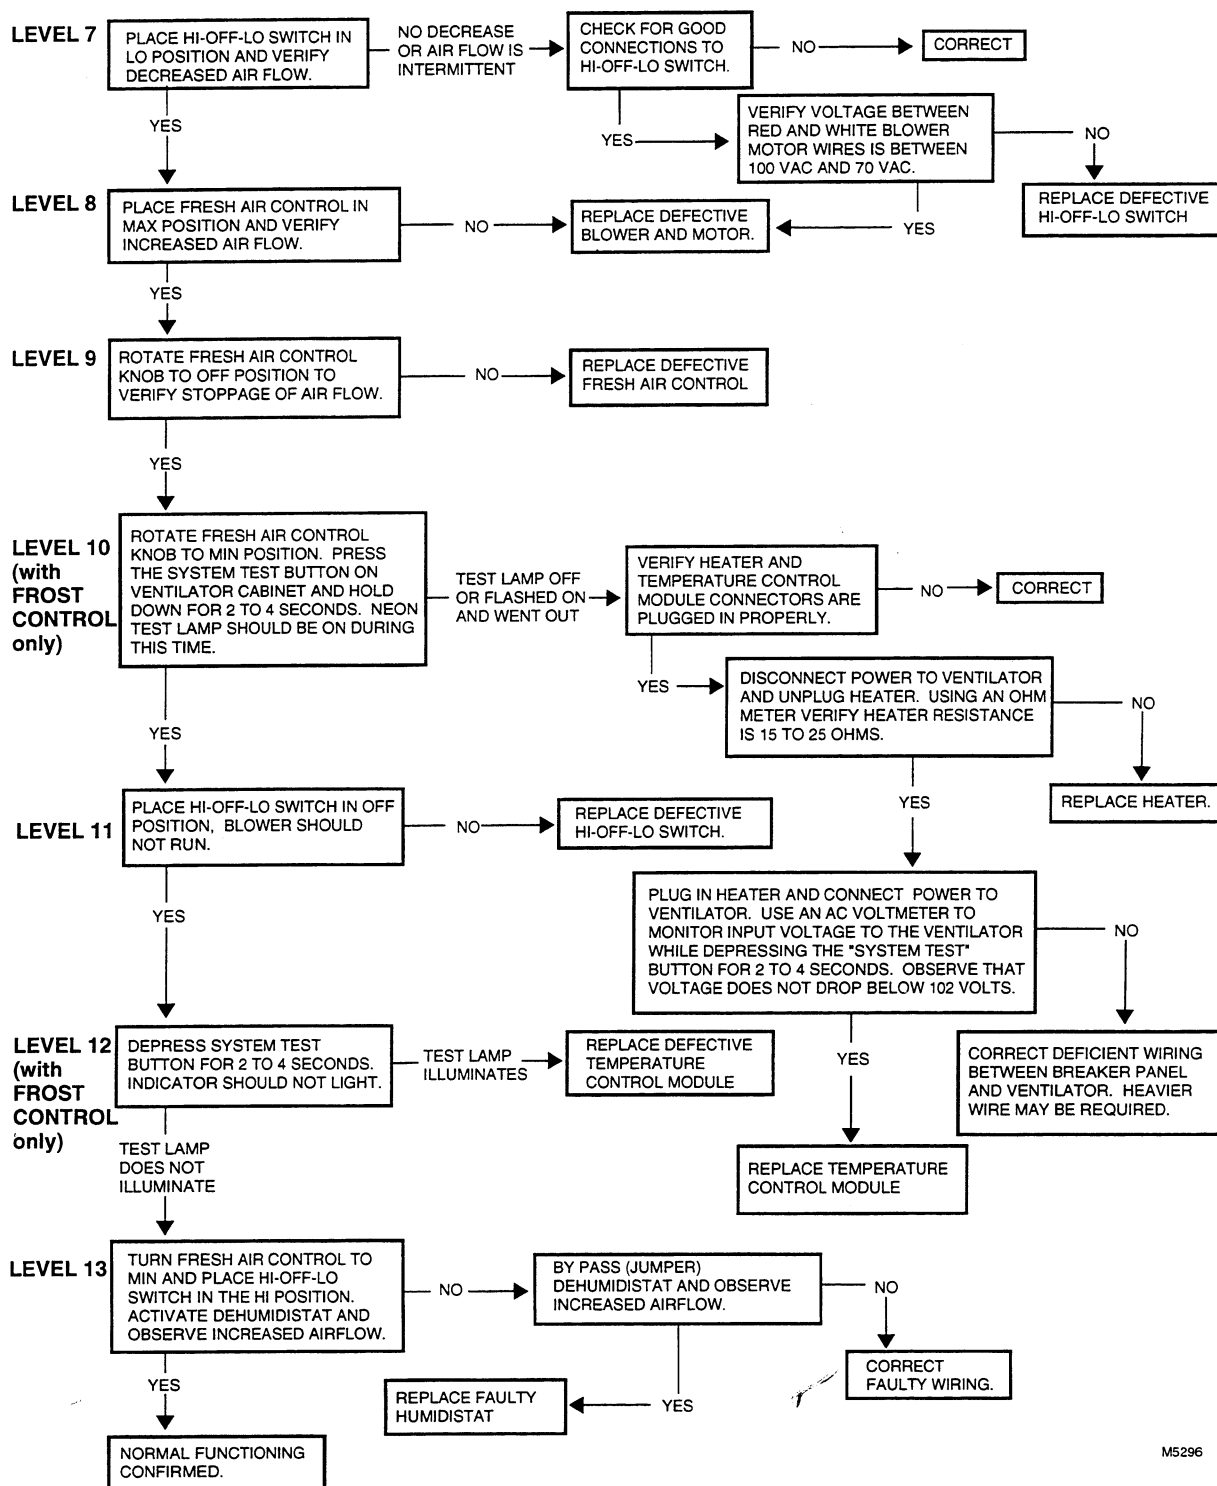 LEVEL 7
PLACE HI-OFF-LO SWITCH IN
LO POSITION AND VERIFY
DECREASED AIR FLOW.
NO DECREASE
OR AIR FLOW IS
INTERMITTENT
CHECK FOR GOOD
CONNECTIONS TO
HI-OFF-LO SWITCH.
NO
CORRECT
YES
YES
VERIFY VOLTAGE BETWEEN
RED AND WHITE BLOWER
MOTOR WIRES IS BETWEEN
100 VAC AND 70 VAC.
NO
REPLACE DEFECTIVE
HI-OFF-LO SWITCH
YES
LEVEL 8
PLACE FRESH AIR CONTROL IN
MAX POSITION AND VERIFY
INCREASED AIR FLOW.
NO
REPLACE DEFECTIVE
BLOWER AND MOTOR.
YES
LEVEL 9
ROTATE FRESH AIR CONTROL
KNOB TO OFF POSITION TO
VERIFY STOPPAGE OF AIR FLOW.
NO
REPLACE DEFECTIVE
FRESH AIR CONTROL
YES
LEVEL 10
(with
FROST
CONTROL
only)
ROTATE FRESH AIR CONTROL
KNOB TO MIN POSITION. PRESS
THE SYSTEM TEST BUTTON ON
VENTILATOR CABINET AND HOLD
DOWN FOR 2 TO 4 SECONDS. NEON
TEST LAMP SHOULD BE ON DURING
THIS TIME.
TEST LAMP OFF
OR FLASHED ON
AND WENT OUT
VERIFY HEATER AND
TEMPERATURE CONTROL
MODULE CONNECTORS ARE
PLUGGED IN PROPERLY.
NO
CORRECT
YES
DISCONNECT POWER TO VENTILATOR
AND UNPLUG HEATER. USING AN OHM
METER VERIFY HEATER RESISTANCE
IS 15 TO 25 OHMS.
NO
REPLACE HEATER.
YES
YES
LEVEL 11
PLACE HI-OFF-LO SWITCH IN OFF
POSITION, BLOWER SHOULD
NOT RUN.
NO
REPLACE DEFECTIVE
HI-OFF-LO SWITCH.
YES
PLUG IN HEATER AND CONNECT POWER TO
VENTILATOR. USE AN AC VOLTMETER TO
MONITOR INPUT VOLTAGE TO THE VENTILATOR
WHILE DEPRESSING THE "SYSTEM TEST"
BUTTON FOR 2 TO 4 SECONDS. OBSERVE THAT
VOLTAGE DOES NOT DROP BELOW 102 VOLTS.
NO
CORRECT DEFICIENT WIRING
BETWEEN BREAKER PANEL
AND VENTILATOR. HEAVIER
WIRE MAY BE REQUIRED.
YES
REPLACE TEMPERATURE
CONTROL MODULE
LEVEL 12
(with
FROST
CONTROL
only)
DEPRESS SYSTEM TEST
BUTTON FOR 2 TO 4 SECONDS.
INDICATOR SHOULD NOT LIGHT.
TEST LAMP
ILLUMINATES
REPLACE DEFECTIVE
TEMPERATURE
CONTROL MODULE
TEST LAMP
DOES NOT
ILLUMINATE
LEVEL 13
TURN FRESH AIR CONTROL TO
MIN AND PLACE HI-OFF-LO
SWITCH IN THE HI POSITION.
ACTIVATE DEHUMIDISTAT AND
OBSERVE INCREASED AIRFLOW.
NO
BY PASS (JUMPER)
DEHUMIDISTAT AND OBSERVE
INCREASED AIRFLOW.
NO
CORRECT
FAULTY WIRING.
YES
REPLACE FAULTY
HUMIDISTAT
YES
NORMAL FUNCTIONING
CONFIRMED.
M5296